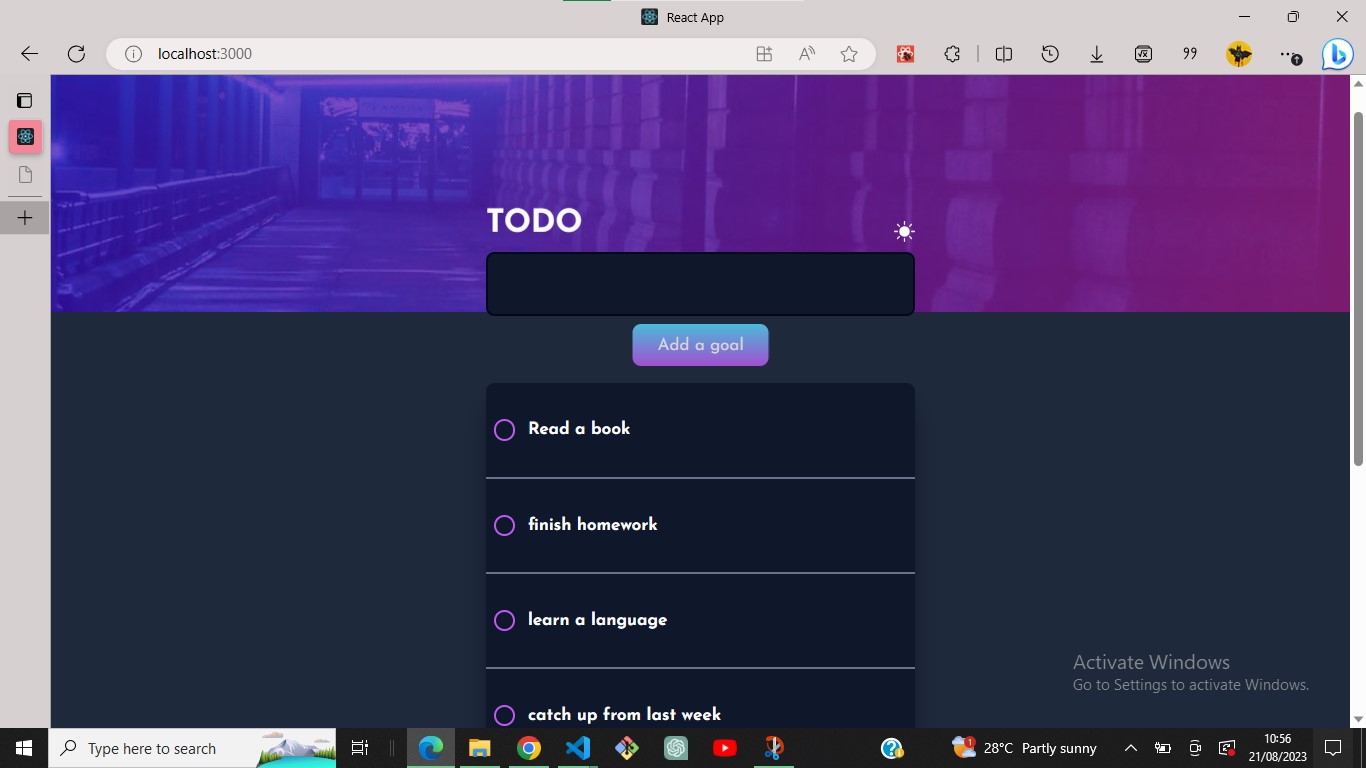 React App
localhost:3000
TODO
Add a goal
Read a book
finish homework
learn a language
catch up from last week
Activate Windows
Go to Settings to activate Windows.
Type here to search
1
28°C Partly sunny
10:56
21/08/2023